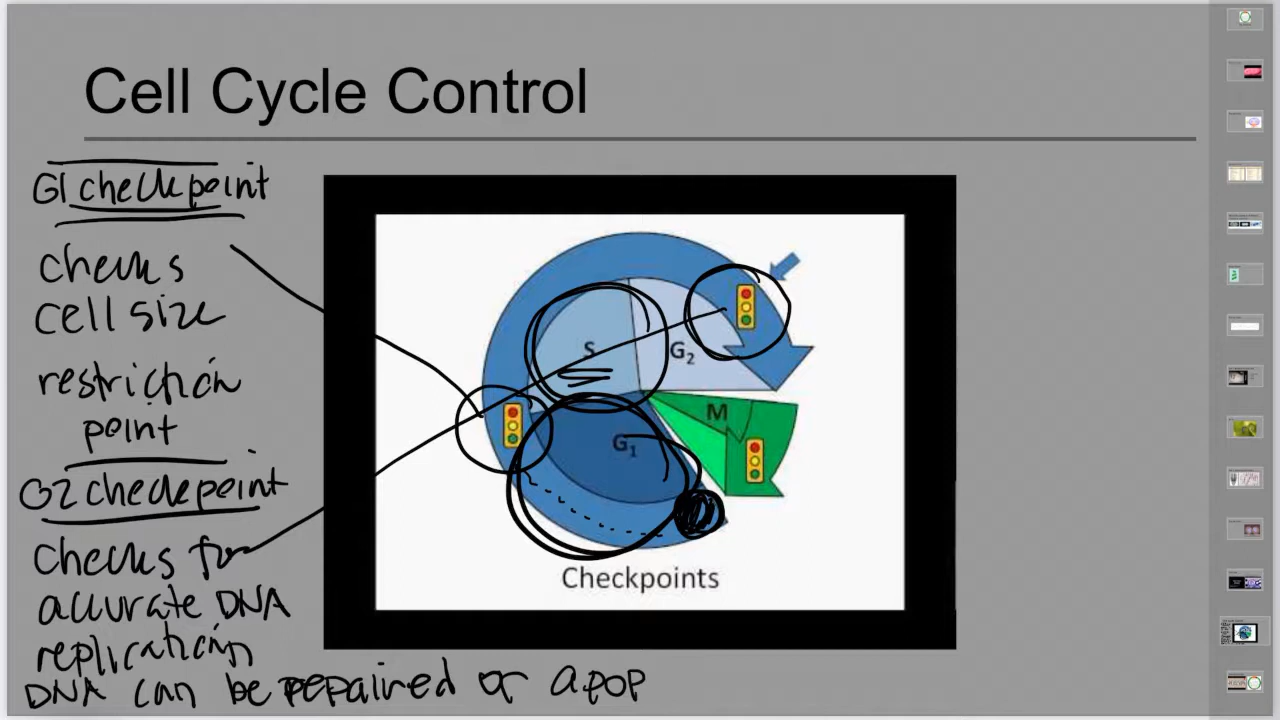 Cell Cycle Control
G1 checkpoint
checks
cell size
restriction
point
G2 checkpoint
checks for
accurate DNA
replication
DNA can be repaired or apop
S
G₂
M
G₁
Checkpoints